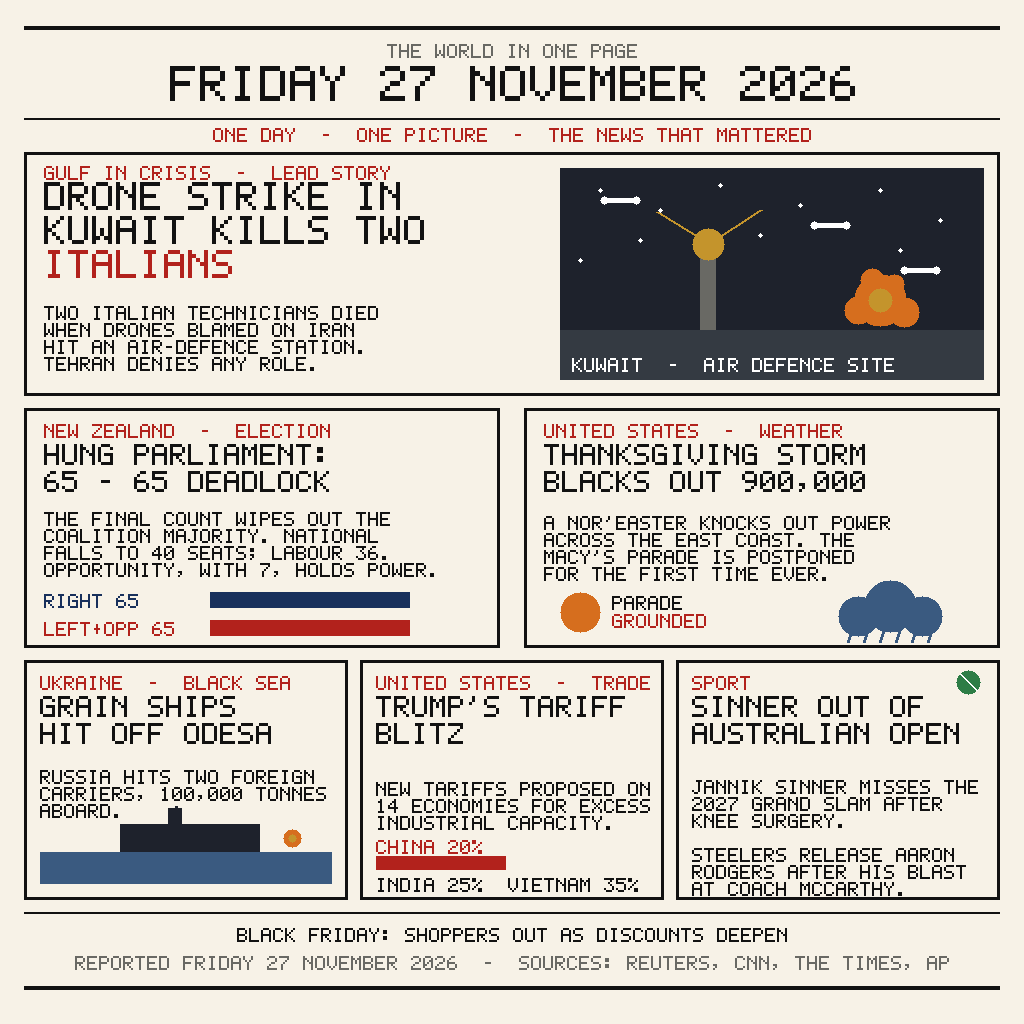 THE WORLD IN ONE PAGE
FRIDAY 27 NOVEMBER 2026
ONE DAY - ONE PICTURE - THE NEWS THAT MATTERED
GULF IN CRISIS - LEAD STORY
DRONE STRIKE IN
KUWAIT KILLS TWO
ITALIANS
TWO ITALIAN TECHNICIANS DIED
WHEN DRONES BLAMED ON IRAN
HIT AN AIR-DEFENCE STATION.
TEHRAN DENIES ANY ROLE.
KUWAIT - AIR DEFENCE SITE
NEW ZEALAND - ELECTION
HUNG PARLIAMENT:
65 - 65 DEADLOCK
THE FINAL COUNT WIPES OUT THE
COALITION MAJORITY. NATIONAL
FALLS TO 40 SEATS; LABOUR 36.
OPPORTUNITY, WITH 7, HOLDS POWER.
RIGHT 65
LEFT+OPP 65
UNITED STATES - WEATHER
THANKSGIVING STORM
BLACKS OUT 900,000
A NOR'EASTER KNOCKS OUT POWER
ACROSS THE EAST COAST. THE
MACY'S PARADE IS POSTPONED
FOR THE FIRST TIME EVER.
PARADE
GROUNDED
UKRAINE - BLACK SEA
GRAIN SHIPS
HIT OFF ODESA
RUSSIA HITS TWO FOREIGN
CARRIERS, 100,000 TONNES
ABOARD.
UNITED STATES - TRADE
TRUMP'S TARIFF
BLITZ
NEW TARIFFS PROPOSED ON
14 ECONOMIES FOR EXCESS
INDUSTRIAL CAPACITY.
CHINA 20%
INDIA 25% VIETNAM 35%
SPORT
SINNER OUT OF
AUSTRALIAN OPEN
JANNIK SINNER MISSES THE
2027 GRAND SLAM AFTER
KNEE SURGERY.
STEELERS RELEASE AARON
RODGERS AFTER HIS BLAST
AT COACH MCCARTHY.
BLACK FRIDAY: SHOPPERS OUT AS DISCOUNTS DEEPEN
REPORTED FRIDAY 27 NOVEMBER 2026 - SOURCES: REUTERS, CNN, THE TIMES, AP